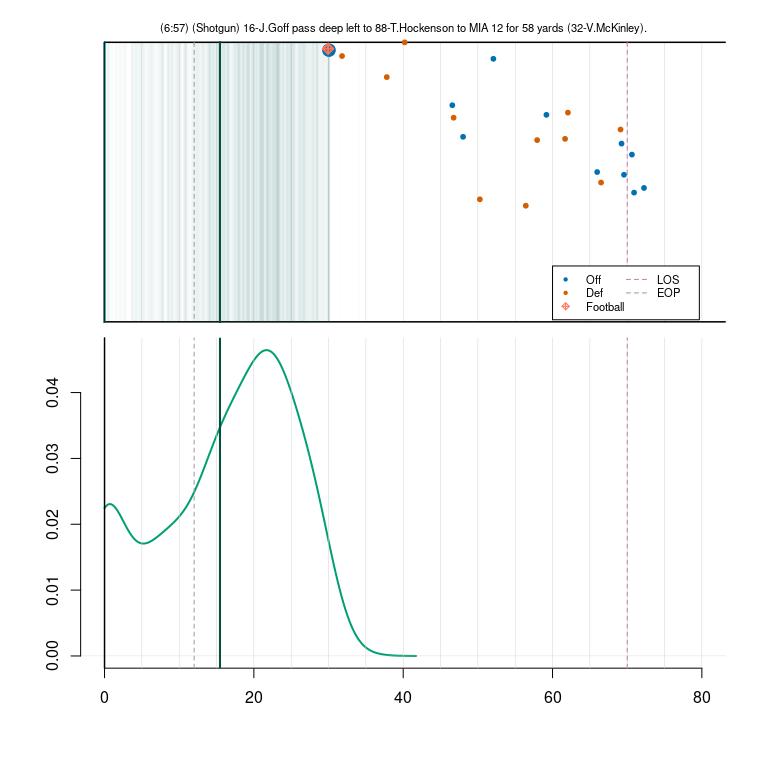 (6:57) (Shotgun) 16-J.Goff pass deep left to 88-T.Hockenson to MIA 12 for 58 yards (32-V.McKinley).
Off LOS
Def EOP
Football
0.04
0.03
0.02
0.01
0.00
0 20 40 60 80